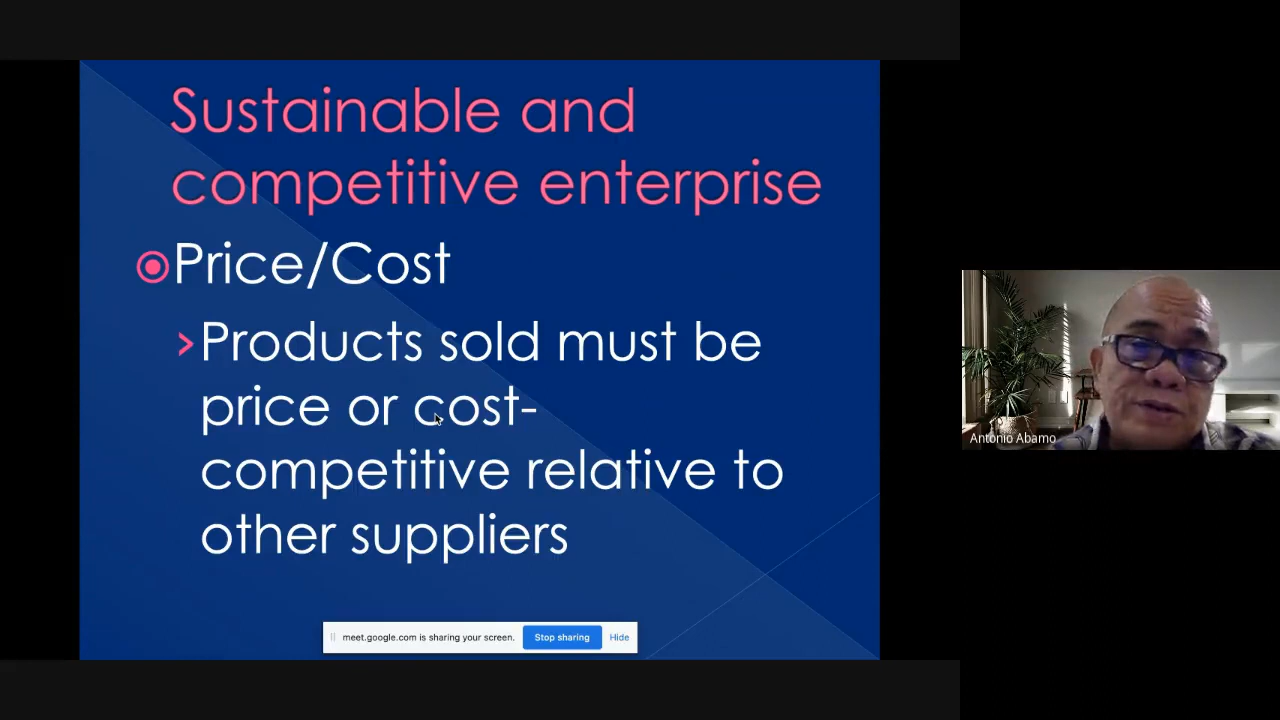 Sustainable and
competitive enterprise
Price/Cost
Products sold must be
price or cost-
competitive relative to
other suppliers
meet.google.com is sharing your screen. Stop sharing Hide
Antonio Abamo